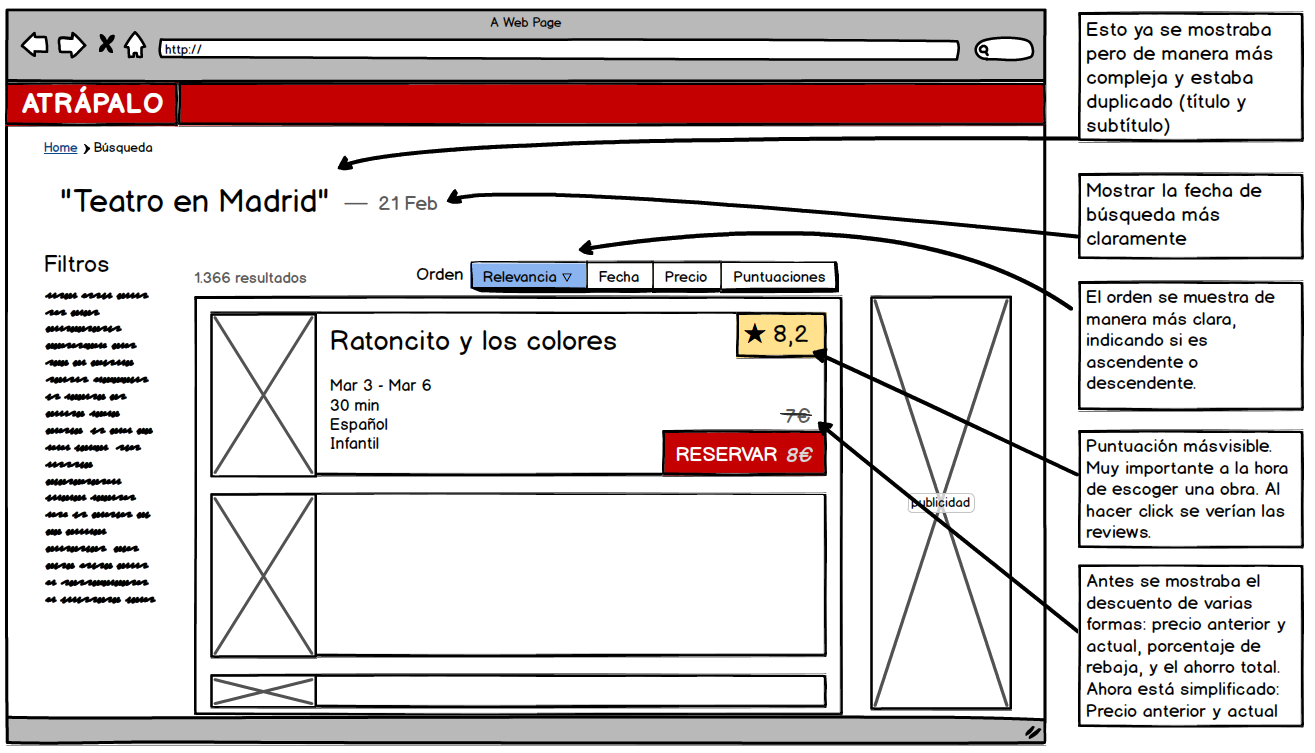 A Web Page
http://
ATRÁPALO
Home > Búsqueda
"Teatro en Madrid" — 21 Feb
Filtros
1.366 resultados
Orden
Relevancia ▽
Fecha
Precio
Puntuaciones
Ratoncito y los colores
★ 8,2
Mar 3 - Mar 6
30 min
Español
Infantil
7€
RESERVAR 8€
publicidad
Esto ya se mostraba
pero de manera más
compleja y estaba
duplicado (título y
subtítulo)
Mostrar la fecha de
búsqueda más
claramente
El orden se muestra de
manera más clara,
indicando si es
ascendente o
descendente.
Puntuación másvisible.
Muy importante a la hora
de escoger una obra. Al
hacer click se verían las
reviews.
Antes se mostraba el
descuento de varias
formas: precio anterior y
actual, porcentaje de
rebaja, y el ahorro total.
Ahora está simplificado:
Precio anterior y actual